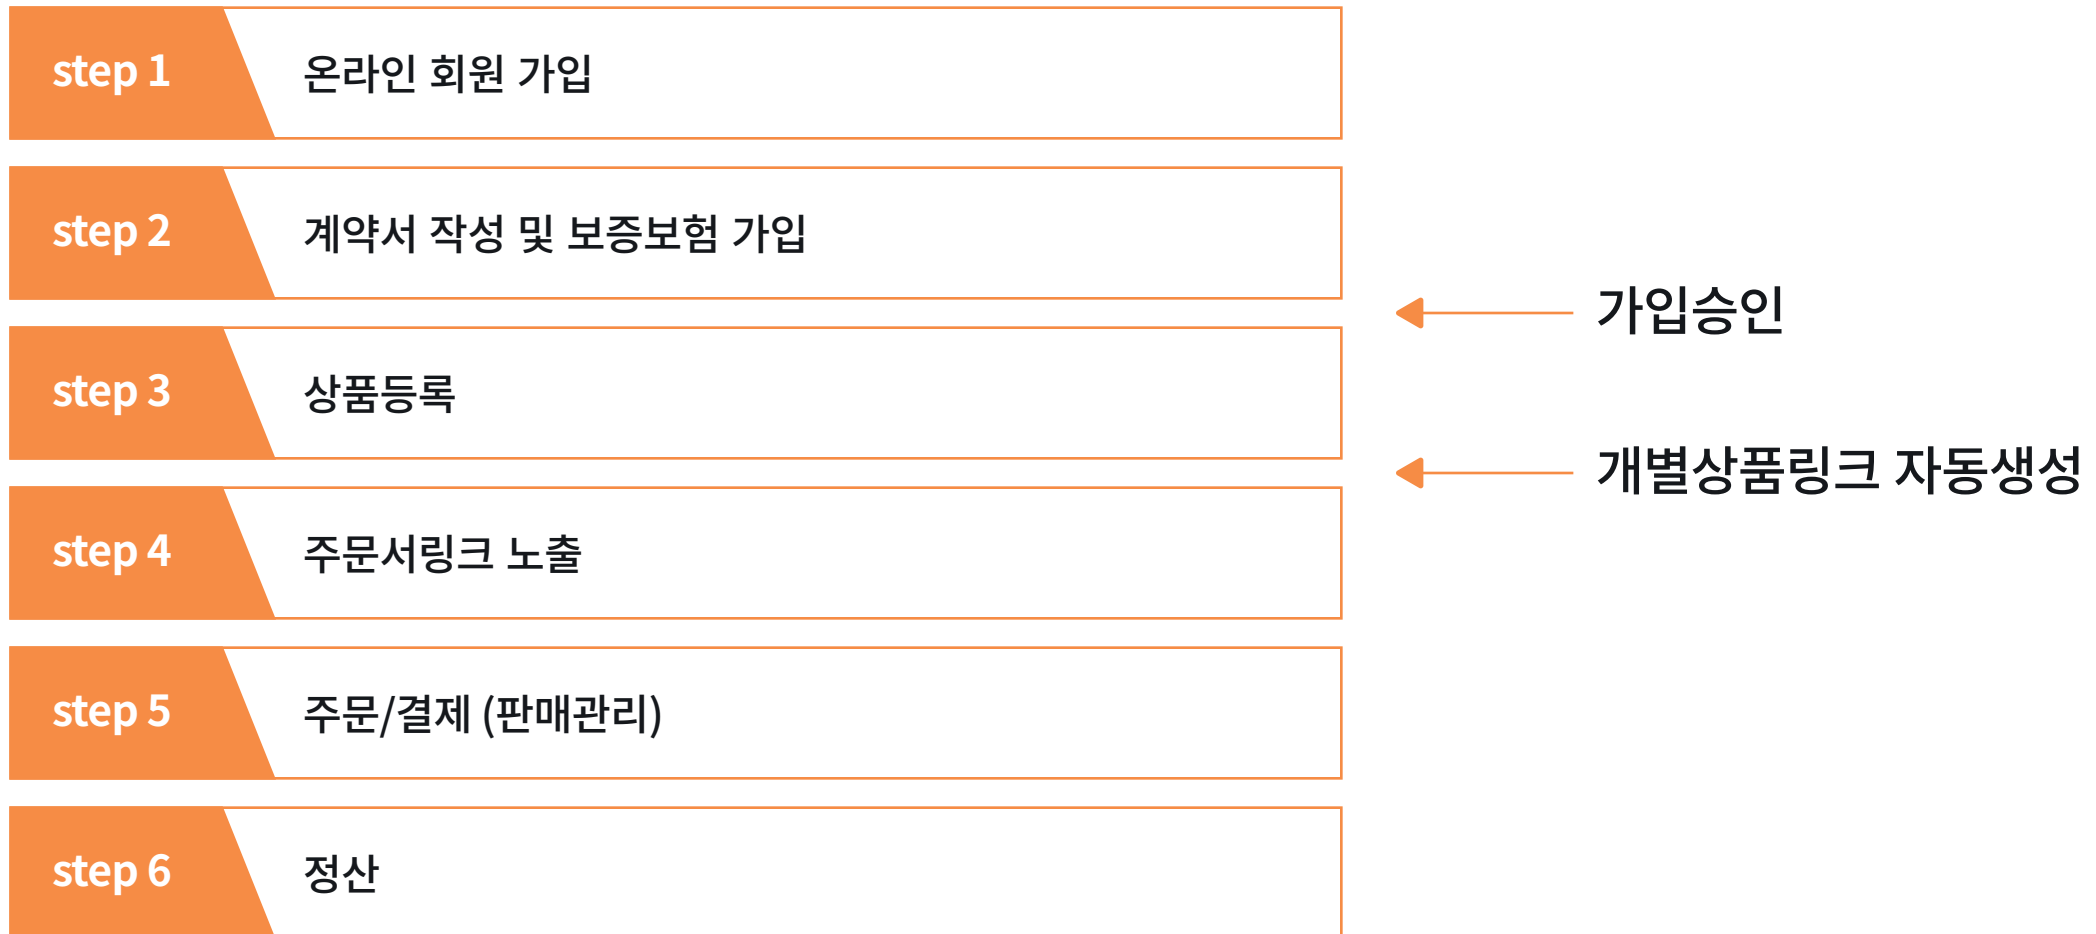 step 1
온라인 회원 가입
step 2
계약서 작성 및 보증보험 가입
가입승인
step 3
상품등록
개별상품링크 자동생성
step 4
주문서링크 노출
step 5
주문/결제 (판매관리)
step 6
정산